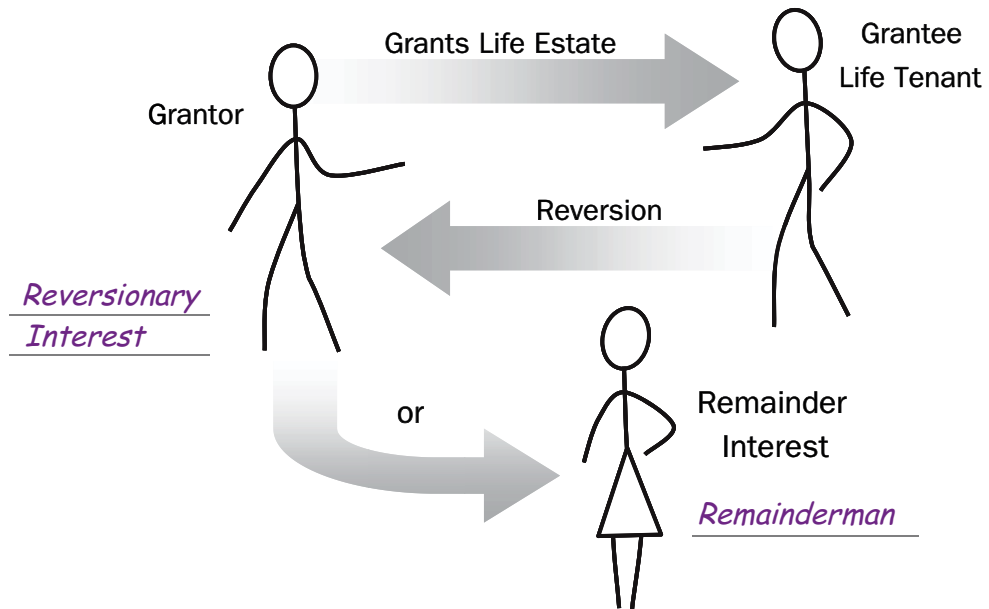 Grants Life Estate
Grantee
Life Tenant
Grantor
Reversion
Reversionary
Interest
or
Remainder
Interest
Remainderman